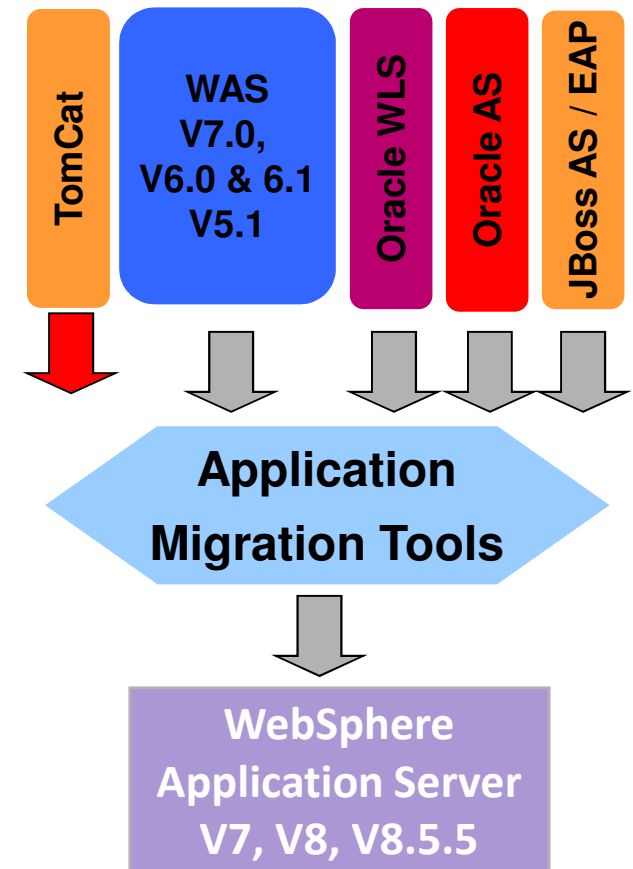 TomCat
WAS
V7.0,
V6.0 & 6.1
V5.1
Oracle WLS
Oracle AS
JBoss AS / EAP
Application
Migration Tools
WebSphere
Application Server
V7, V8, V8.5.5